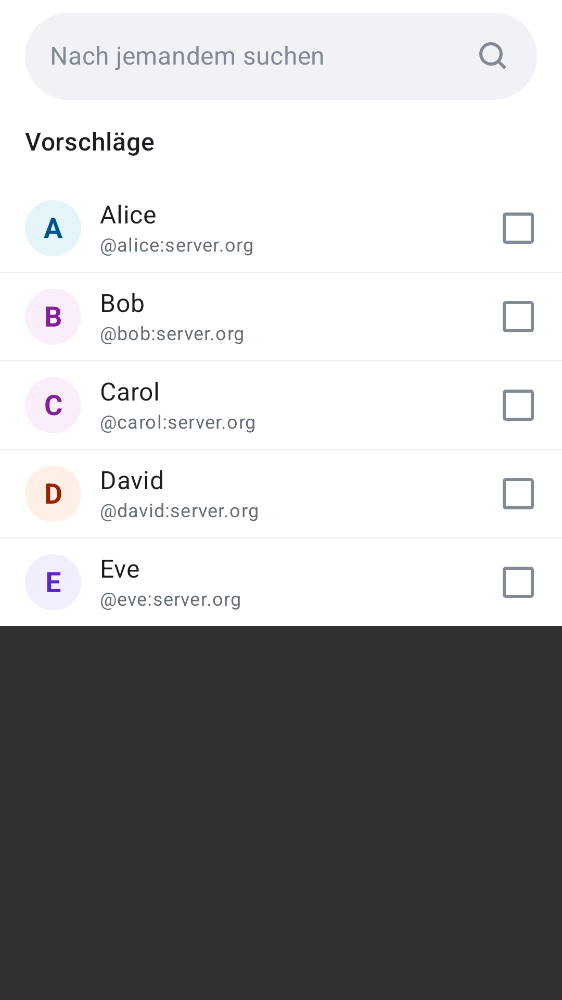 Nach jemandem suchen
Vorschläge
A
Alice
@alice:server.org
B
Bob
@bob:server.org
C
Carol
@carol:server.org
D
David
@david:server.org
E
Eve
@eve:server.org